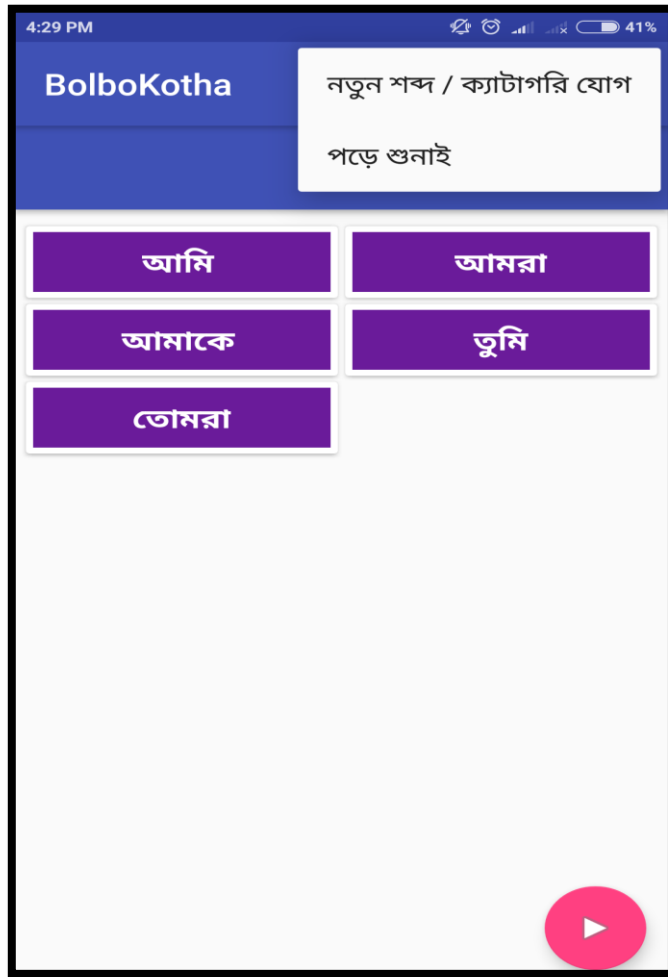 4:29 PM 41%
BolboKotha
নতুন শব্দ / ক্যাটাগরি যোগ
পড়ে শুনাই
আমি আমরা
আমাকে তুমি
তোমরা